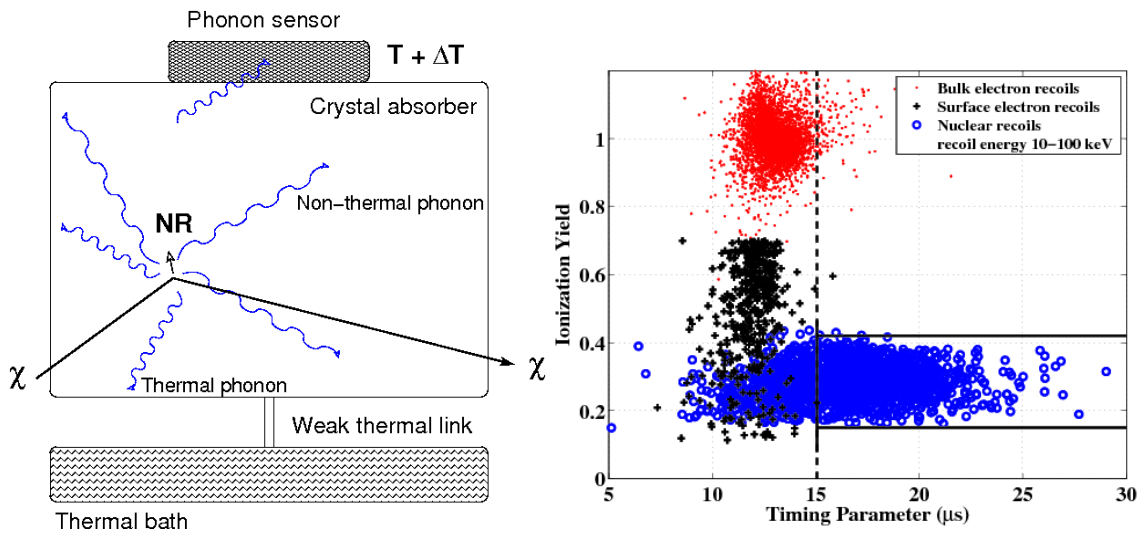 Phonon sensor
T + ΔT
Crystal absorber
Non-thermal phonon
NR
χ
χ
Thermal phonon
Weak thermal link
Thermal bath
Bulk electron recoils
Surface electron recoils
Nuclear recoils
recoil energy 10-100 keV
Ionization Yield
1
0.8
0.6
0.4
0.2
0
5
10
15
20
25
30
Timing Parameter (μs)